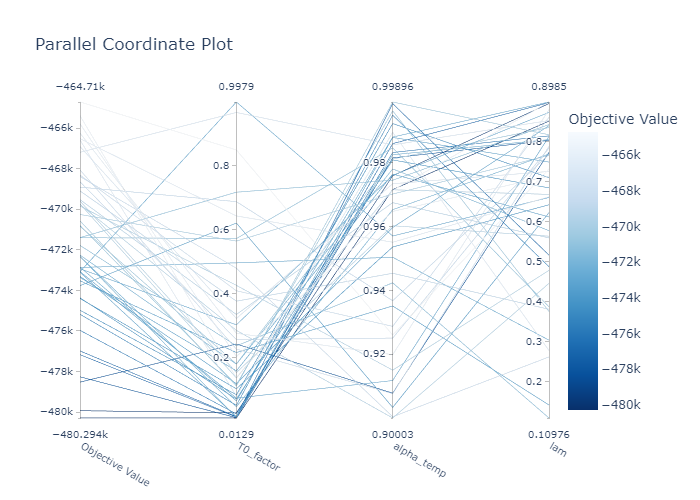 Parallel Coordinate Plot
−464.71k
0.9979
0.99896
0.8985
Objective Value
−466k
−468k
−470k
−472k
−474k
−476k
−478k
−480k
0.8
0.6
0.4
0.2
0.98
0.96
0.94
0.92
0.8
0.7
0.6
0.5
0.4
0.2
−466k
−468k
−470k
−472k
−474k
−476k
−478k
−480k
−480.294k
0.0129
0.90003
0.10976
Objective Value
T0_factor
alpha_temp
lam